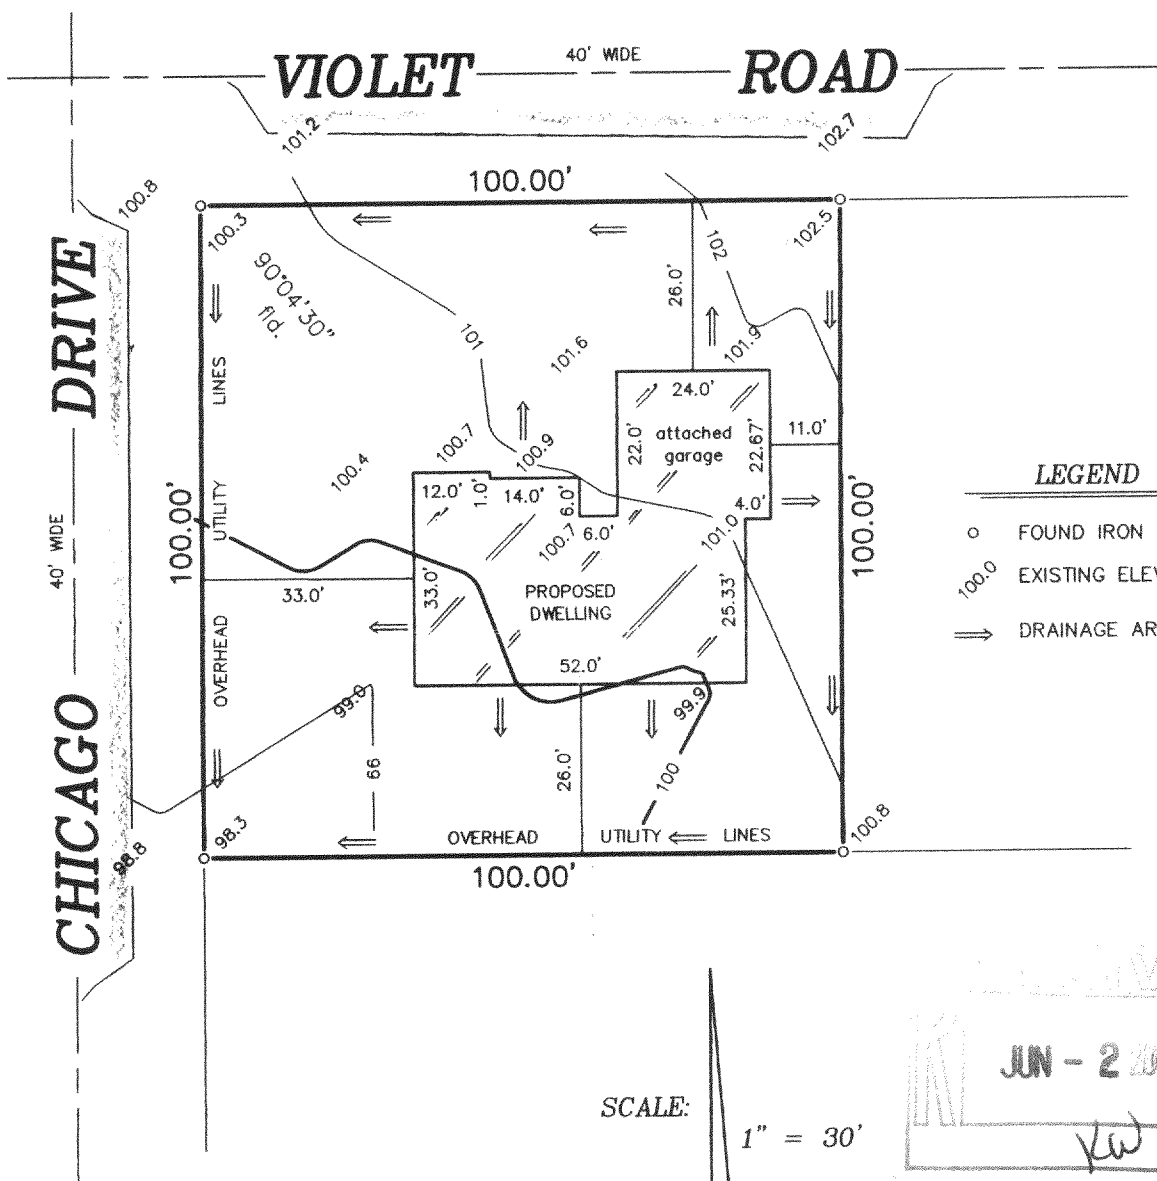 40' WIDE
VIOLET ROAD
101.2
102.7
100.8
100.00'
100.3
102.5
90°04'30"
fld.
102
26.0'
101
101.6
101.9
CHICAGO DRIVE
40' WIDE
OVERHEAD UTILITY LINES
100.00'
24.0'
attached
garage
22.0'
22.67'
11.0'
100.7
100.9
100.4
12.0'
1.0'
14.0'
6.0'
6.0'
4.0'
100.7
101.0
100.00'
33.0'
33.0'
PROPOSED
DWELLING
25.33'
52.0'
99.0
99.9
99
26.0'
100
98.3
98.8
OVERHEAD UTILITY LINES
100.8
100.00'
LEGEND
FOUND IRON
100.0 EXISTING ELEV
DRAINAGE AR
SCALE:
1" = 30'
JUN - 2
KW